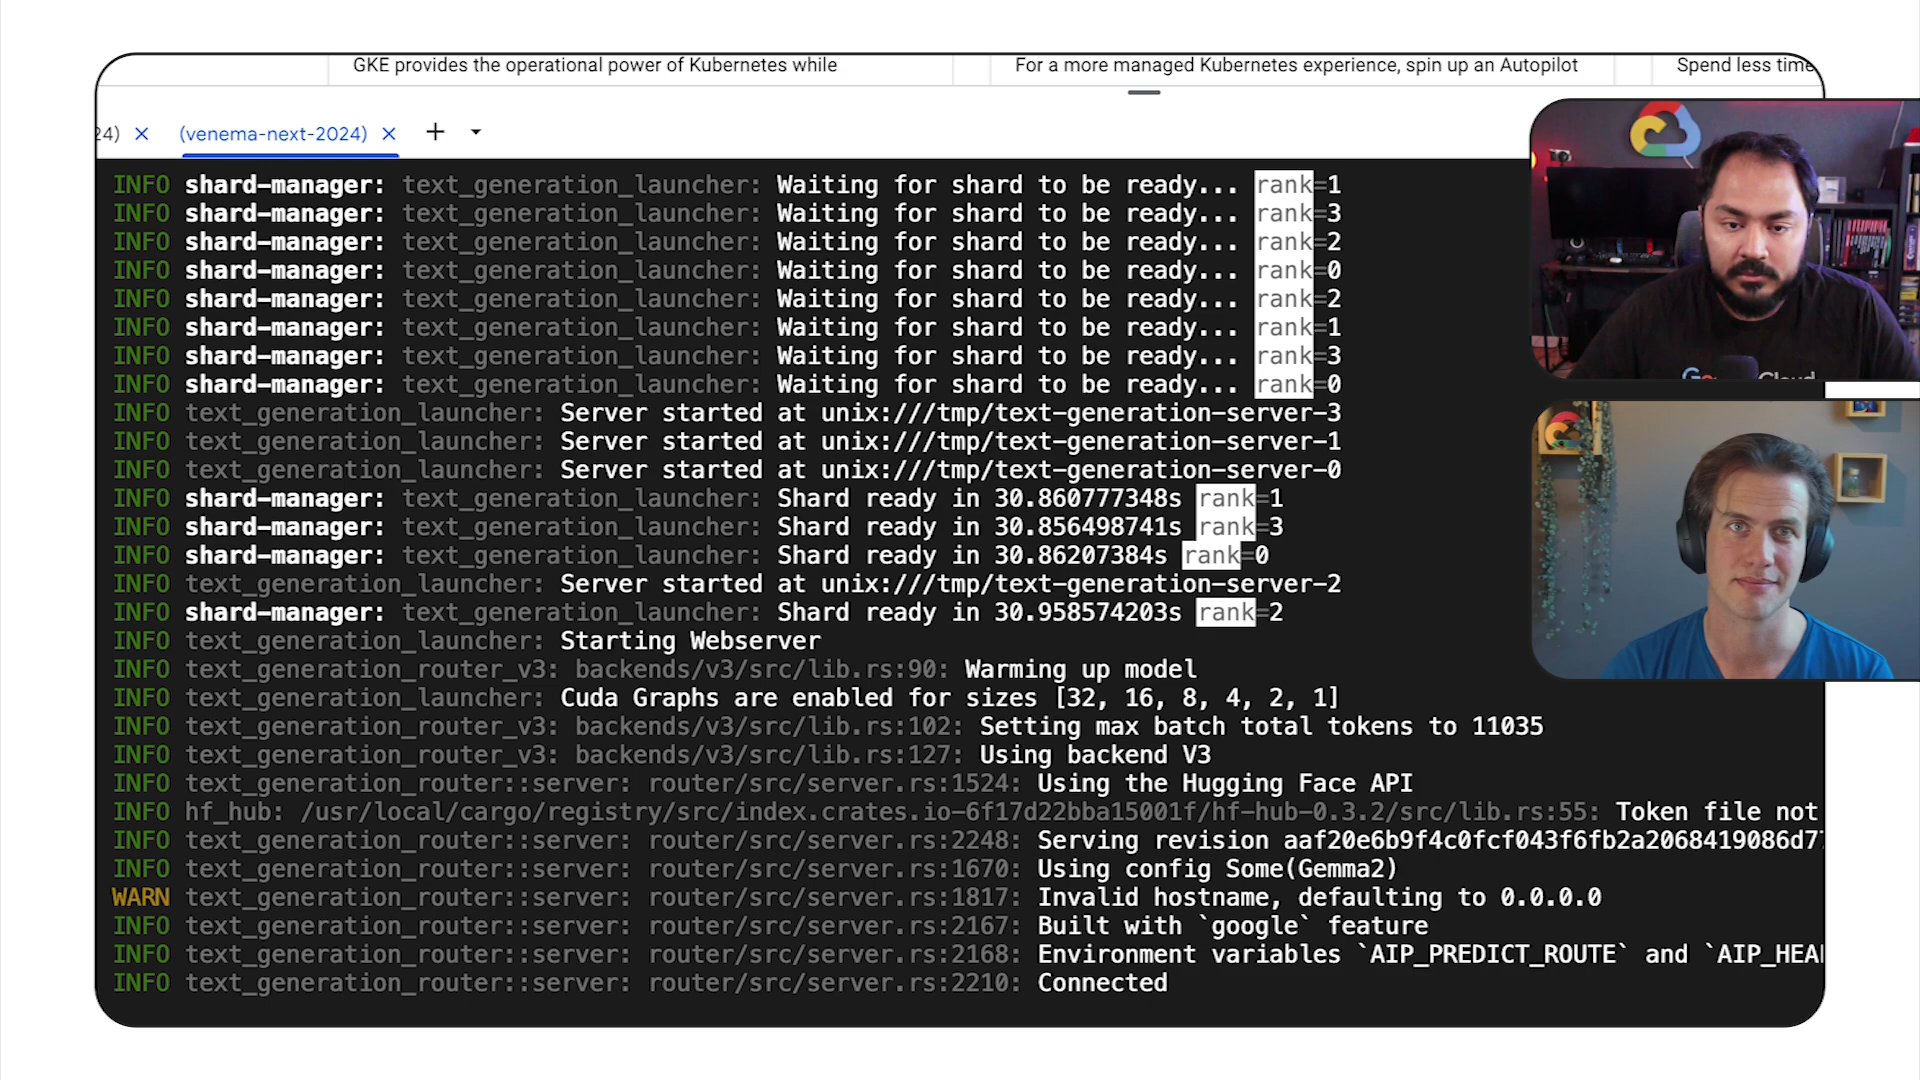 GKE provides the operational power of Kubernetes while
For a more managed Kubernetes experience, spin up an Autopilot
Spend less time
24)
(venema-next-2024)
INFO shard-manager: text_generation_launcher: Waiting for shard to be ready... rank=1
INFO shard-manager: text_generation_launcher: Waiting for shard to be ready... rank=3
INFO shard-manager: text_generation_launcher: Waiting for shard to be ready... rank=2
INFO shard-manager: text_generation_launcher: Waiting for shard to be ready... rank=0
INFO shard-manager: text_generation_launcher: Waiting for shard to be ready... rank=2
INFO shard-manager: text_generation_launcher: Waiting for shard to be ready... rank=1
INFO shard-manager: text_generation_launcher: Waiting for shard to be ready... rank=3
INFO shard-manager: text_generation_launcher: Waiting for shard to be ready... rank=0
INFO text_generation_launcher: Server started at unix:///tmp/text-generation-server-3
INFO text_generation_launcher: Server started at unix:///tmp/text-generation-server-1
INFO text_generation_launcher: Server started at unix:///tmp/text-generation-server-0
INFO shard-manager: text_generation_launcher: Shard ready in 30.860777348s rank=1
INFO shard-manager: text_generation_launcher: Shard ready in 30.856498741s rank=3
INFO shard-manager: text_generation_launcher: Shard ready in 30.86207384s rank=0
INFO text_generation_launcher: Server started at unix:///tmp/text-generation-server-2
INFO shard-manager: text_generation_launcher: Shard ready in 30.958574203s rank=2
INFO text_generation_launcher: Starting Webserver
INFO text_generation_router_v3: backends/v3/src/lib.rs:90: Warming up model
INFO text_generation_launcher: Cuda Graphs are enabled for sizes [32, 16, 8, 4, 2, 1]
INFO text_generation_router_v3: backends/v3/src/lib.rs:102: Setting max batch total tokens to 11035
INFO text_generation_router_v3: backends/v3/src/lib.rs:127: Using backend V3
INFO text_generation_router::server: router/src/server.rs:1524: Using the Hugging Face API
INFO hf_hub: /usr/local/cargo/registry/src/index.crates.io-6f17d22bba15001f/hf-hub-0.3.2/src/lib.rs:55: Token file not
INFO text_generation_router::server: router/src/server.rs:2248: Serving revision aaf20e6b9f4c0fcf043f6fb2a2068419086d77
INFO text_generation_router::server: router/src/server.rs:1670: Using config Some(Gemma2)
WARN text_generation_router::server: router/src/server.rs:1817: Invalid hostname, defaulting to 0.0.0.0
INFO text_generation_router::server: router/src/server.rs:2167: Built with `google` feature
INFO text_generation_router::server: router/src/server.rs:2168: Environment variables `AIP_PREDICT_ROUTE` and `AIP_HEA
INFO text_generation_router::server: router/src/server.rs:2210: Connected